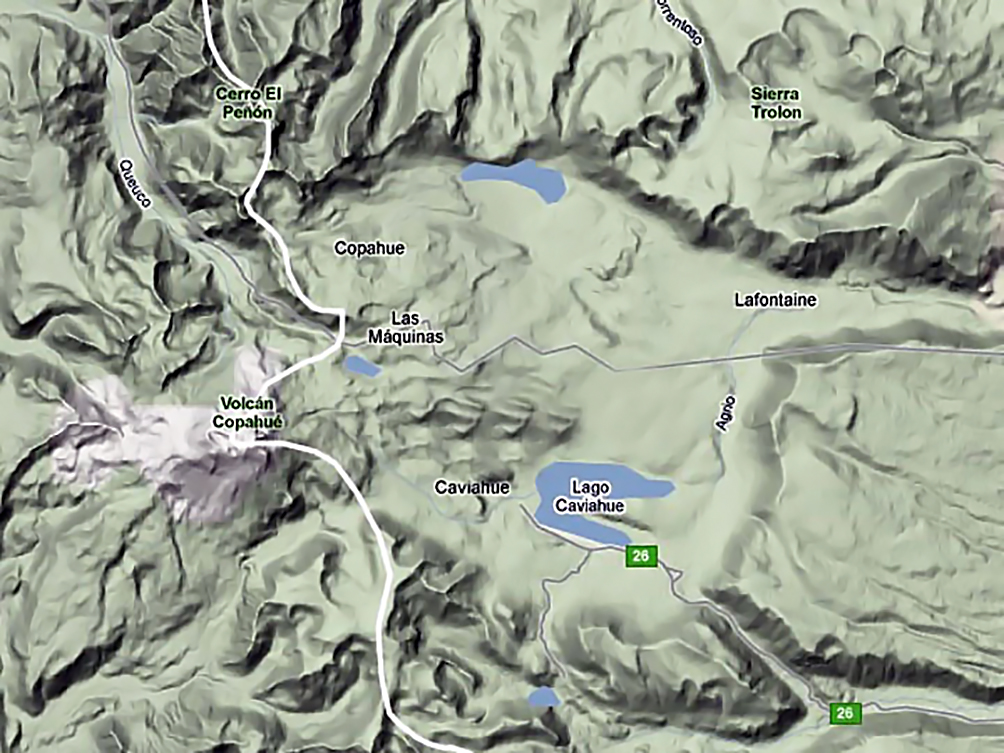 Cerro El
Peñón
Sierra
Trolon
Queuco
Copahue
Lafontaine
Las
Máquinas
Volcán
Copahué
Agrio
Caviahue
Lago
Caviahue
26
26